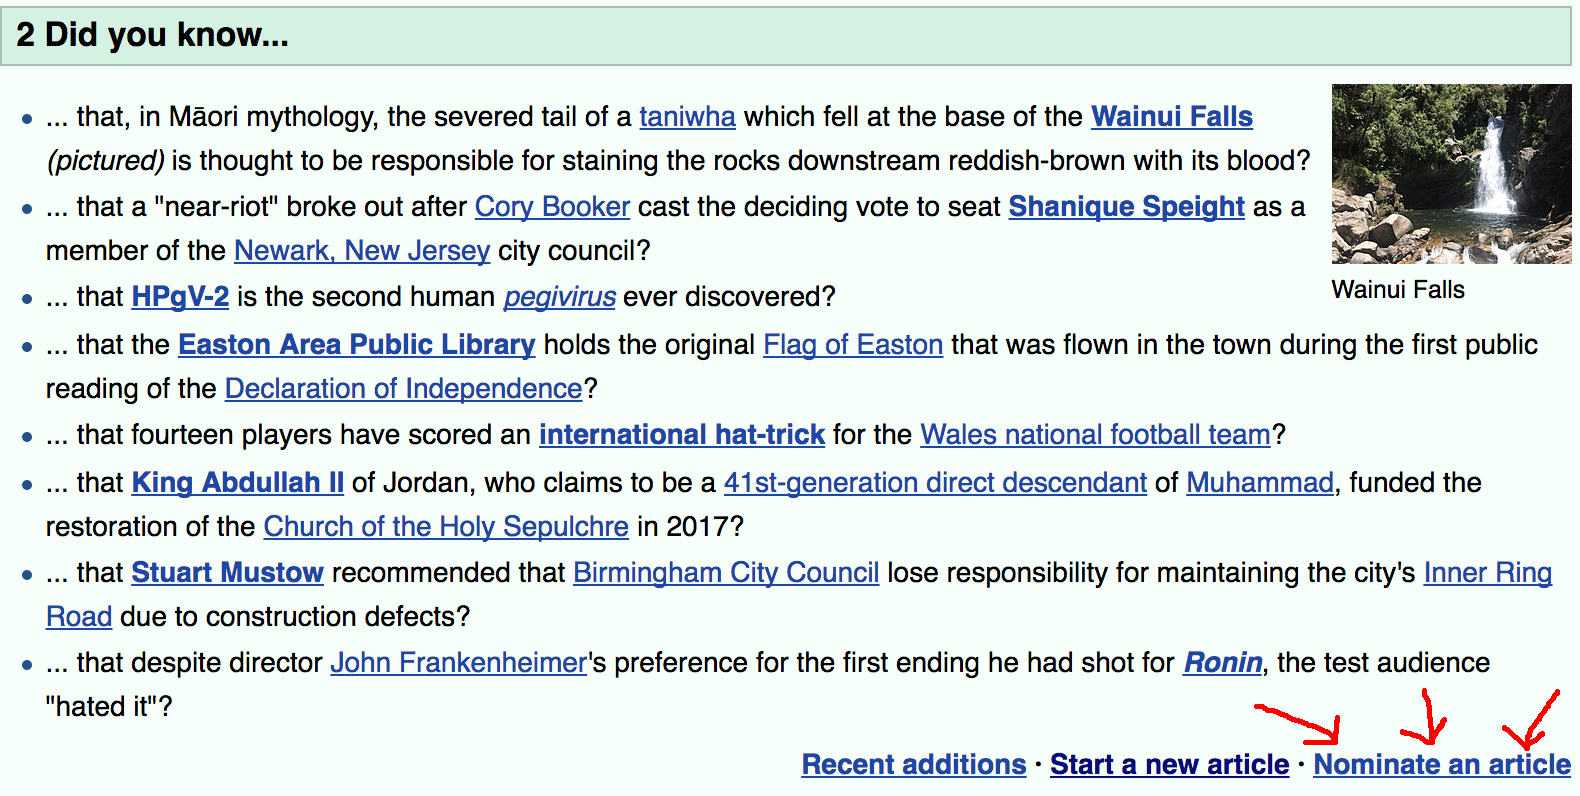 2 Did you know...
... that, in Māori mythology, the severed tail of a taniwha which fell at the base of the Wainui Falls
(pictured) is thought to be responsible for staining the rocks downstream reddish-brown with its blood?
... that a "near-riot" broke out after Cory Booker cast the deciding vote to seat Shanique Speight as a
member of the Newark, New Jersey city council?
Wainui Falls
... that HPgV-2 is the second human pegivirus ever discovered?
... that the Easton Area Public Library holds the original Flag of Easton that was flown in the town during the first public
reading of the Declaration of Independence?
... that fourteen players have scored an international hat-trick for the Wales national football team?
... that King Abdullah II of Jordan, who claims to be a 41st-generation direct descendant of Muhammad, funded the
restoration of the Church of the Holy Sepulchre in 2017?
... that Stuart Mustow recommended that Birmingham City Council lose responsibility for maintaining the city's Inner Ring
Road due to construction defects?
... that despite director John Frankenheimer's preference for the first ending he had shot for Ronin, the test audience
"hated it"?
Recent additions · Start a new article · Nominate an article